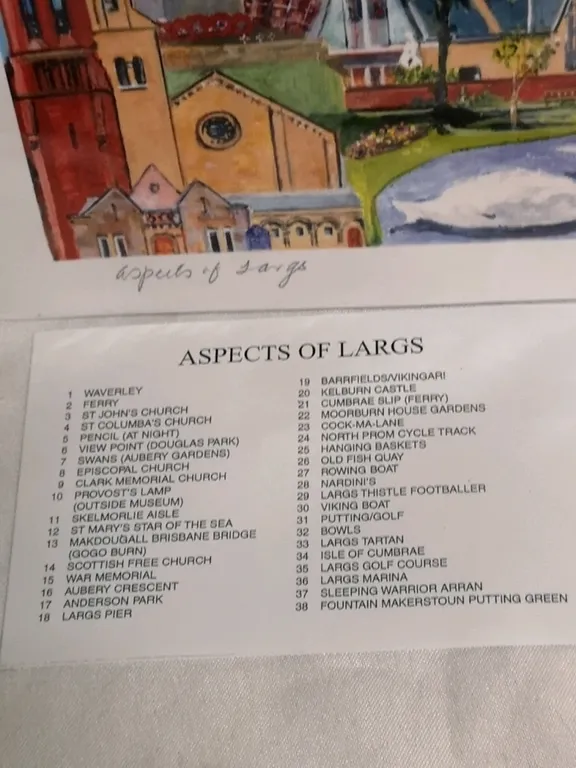 Aspects of Largs
ASPECTS OF LARGS
1 WAVERLEY
2 FERRY
3 ST JOHN'S CHURCH
4 ST COLUMBA'S CHURCH
5 PENCIL (AT NIGHT)
6 VIEW POINT (DOUGLAS PARK)
7 SWANS (AUBERY GARDENS)
8 EPISCOPAL CHURCH
9 CLARK MEMORIAL CHURCH
10 PROVOST'S LAMP
(OUTSIDE MUSEUM)
11 SKELMORLIE AISLE
12 ST MARY'S STAR OF THE SEA
13 MAKDOUGALL BRISBANE BRIDGE
(GOGO BURN)
14 SCOTTISH FREE CHURCH
15 WAR MEMORIAL
16 AUBERY CRESCENT
17 ANDERSON PARK
18 LARGS PIER
19 BARRFIELDS/VIKINGAR!
20 KELBURN CASTLE
21 CUMBRAE SLIP (FERRY)
22 MOORBURN HOUSE GARDENS
23 COCK-MA-LANE
24 NORTH PROM CYCLE TRACK
25 HANGING BASKETS
26 OLD FISH QUAY
27 ROWING BOAT
28 NARDINI'S
29 LARGS THISTLE FOOTBALLER
30 VIKING BOAT
31 PUTTING/GOLF
32 BOWLS
33 LARGS TARTAN
34 ISLE OF CUMBRAE
35 LARGS GOLF COURSE
36 LARGS MARINA
37 SLEEPING WARRIOR ARRAN
38 FOUNTAIN MAKERSTOUN PUTTING GREEN